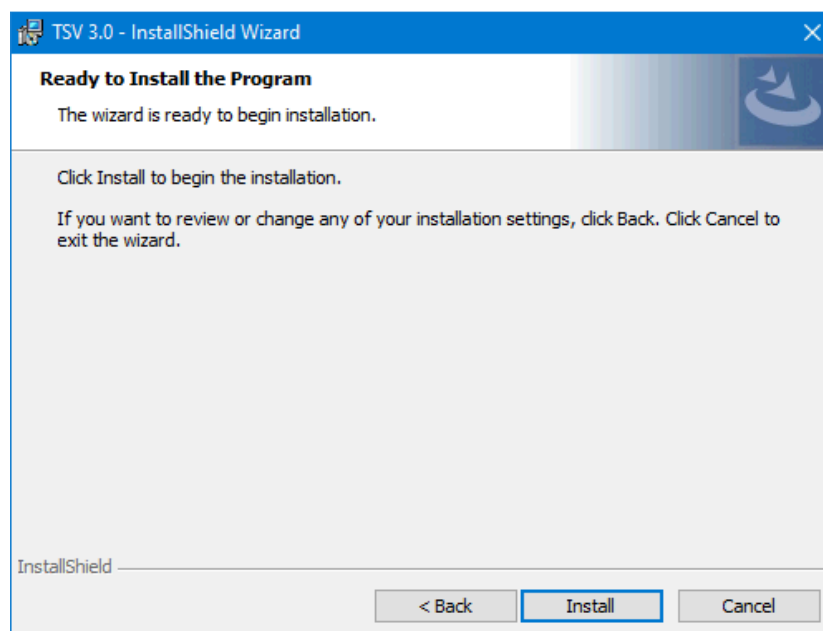 TSV 3.0 - InstallShield Wizard
Ready to Install the Program
The wizard is ready to begin installation.
Click Install to begin the installation.
If you want to review or change any of your installation settings, click Back. Click Cancel to
exit the wizard.
InstallShield
< Back Install Cancel